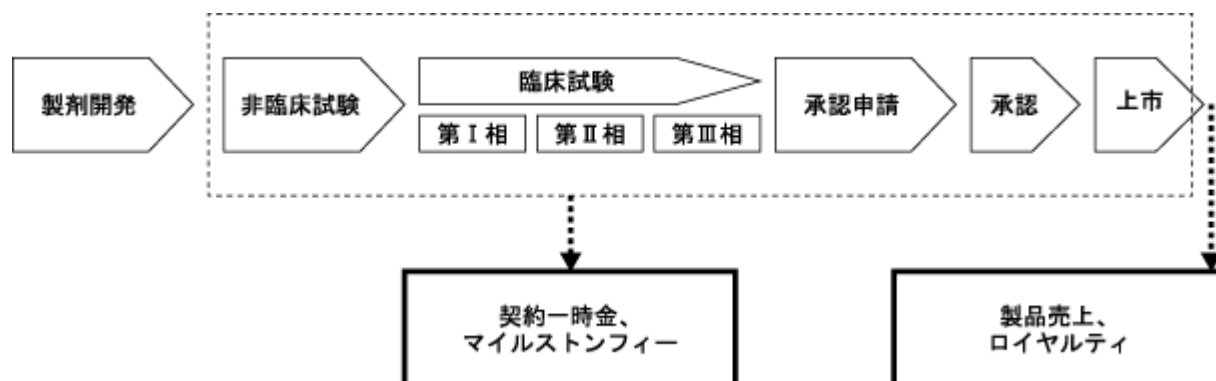 製剤開発
非臨床試験
臨床試験
第Ⅰ相
第Ⅱ相
第Ⅲ相
承認申請
承認
上市
契約一時金、
マイルストンフィー
製品売上、
ロイヤルティ